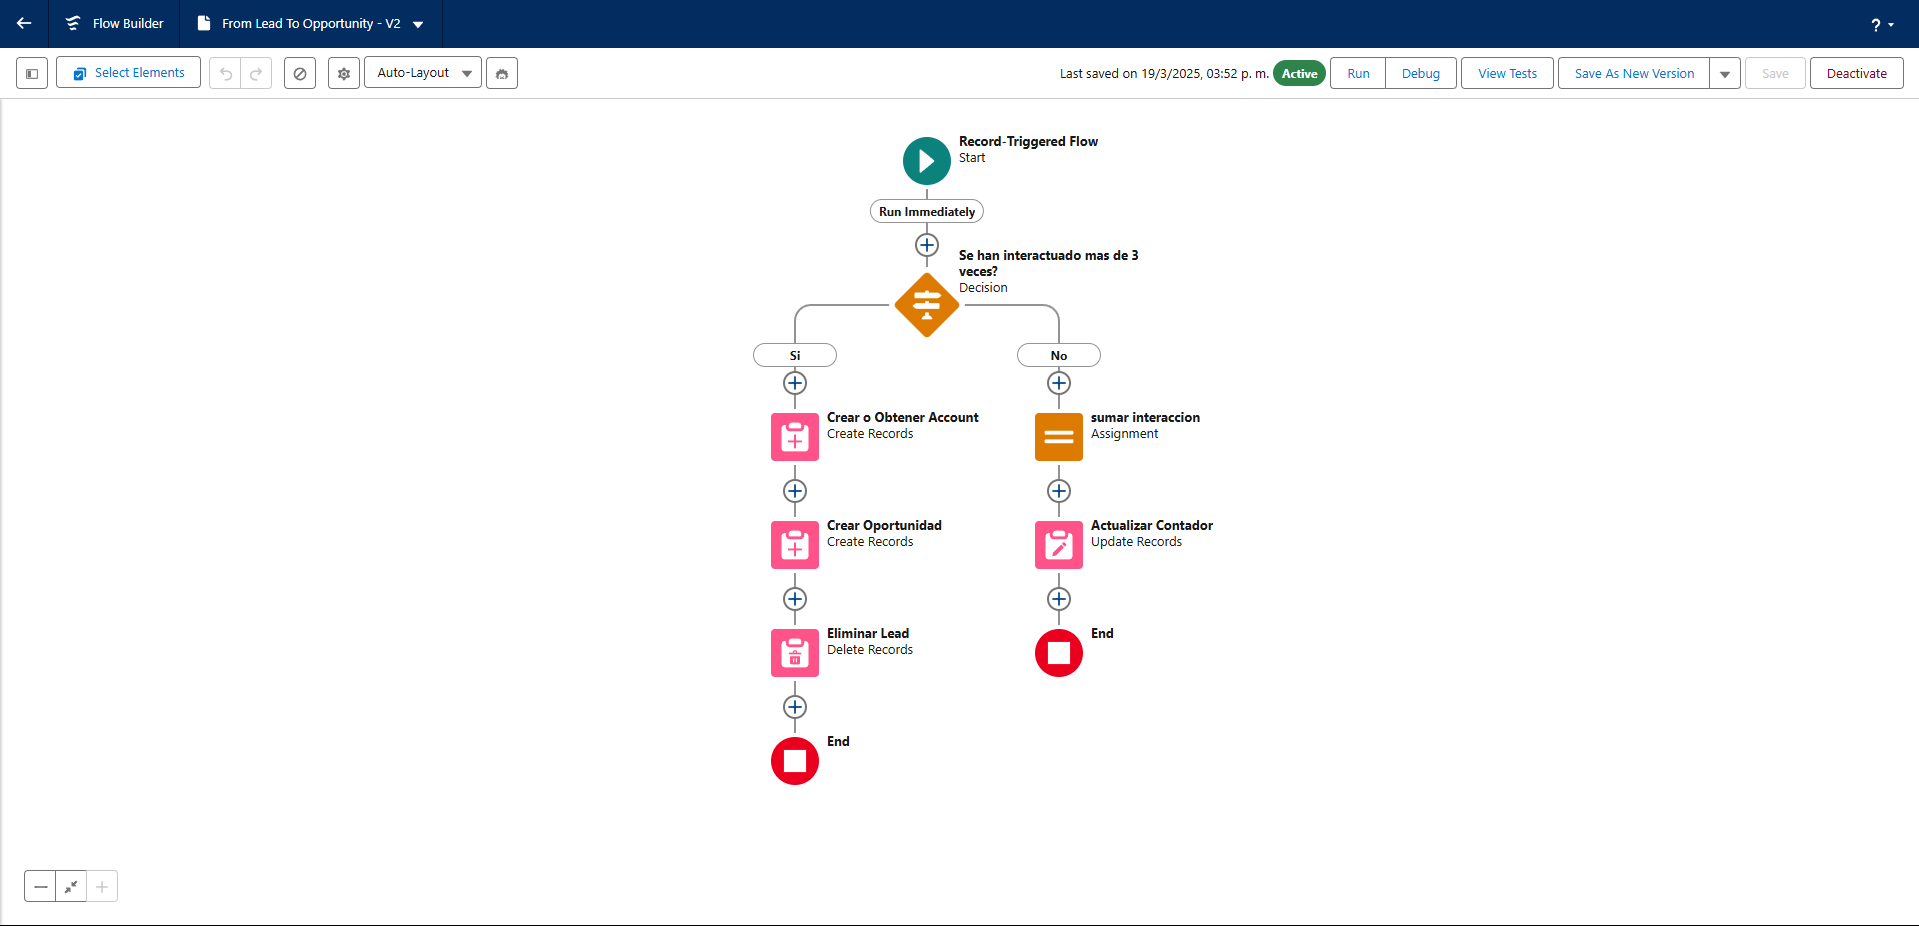 Flow Builder
From Lead To Opportunity - V2
?
Select Elements
Auto-Layout
Last saved on 19/3/2025, 03:52 p. m.
Active
Run
Debug
View Tests
Save As New Version
Save
Deactivate
Record-Triggered Flow
Start
Run Immediately
Se han interactuado mas de 3
veces?
Decision
Si
No
Crear o Obtener Account
Create Records
sumar interaccion
Assignment
Crear Oportunidad
Create Records
Actualizar Contador
Update Records
Eliminar Lead
Delete Records
End
End